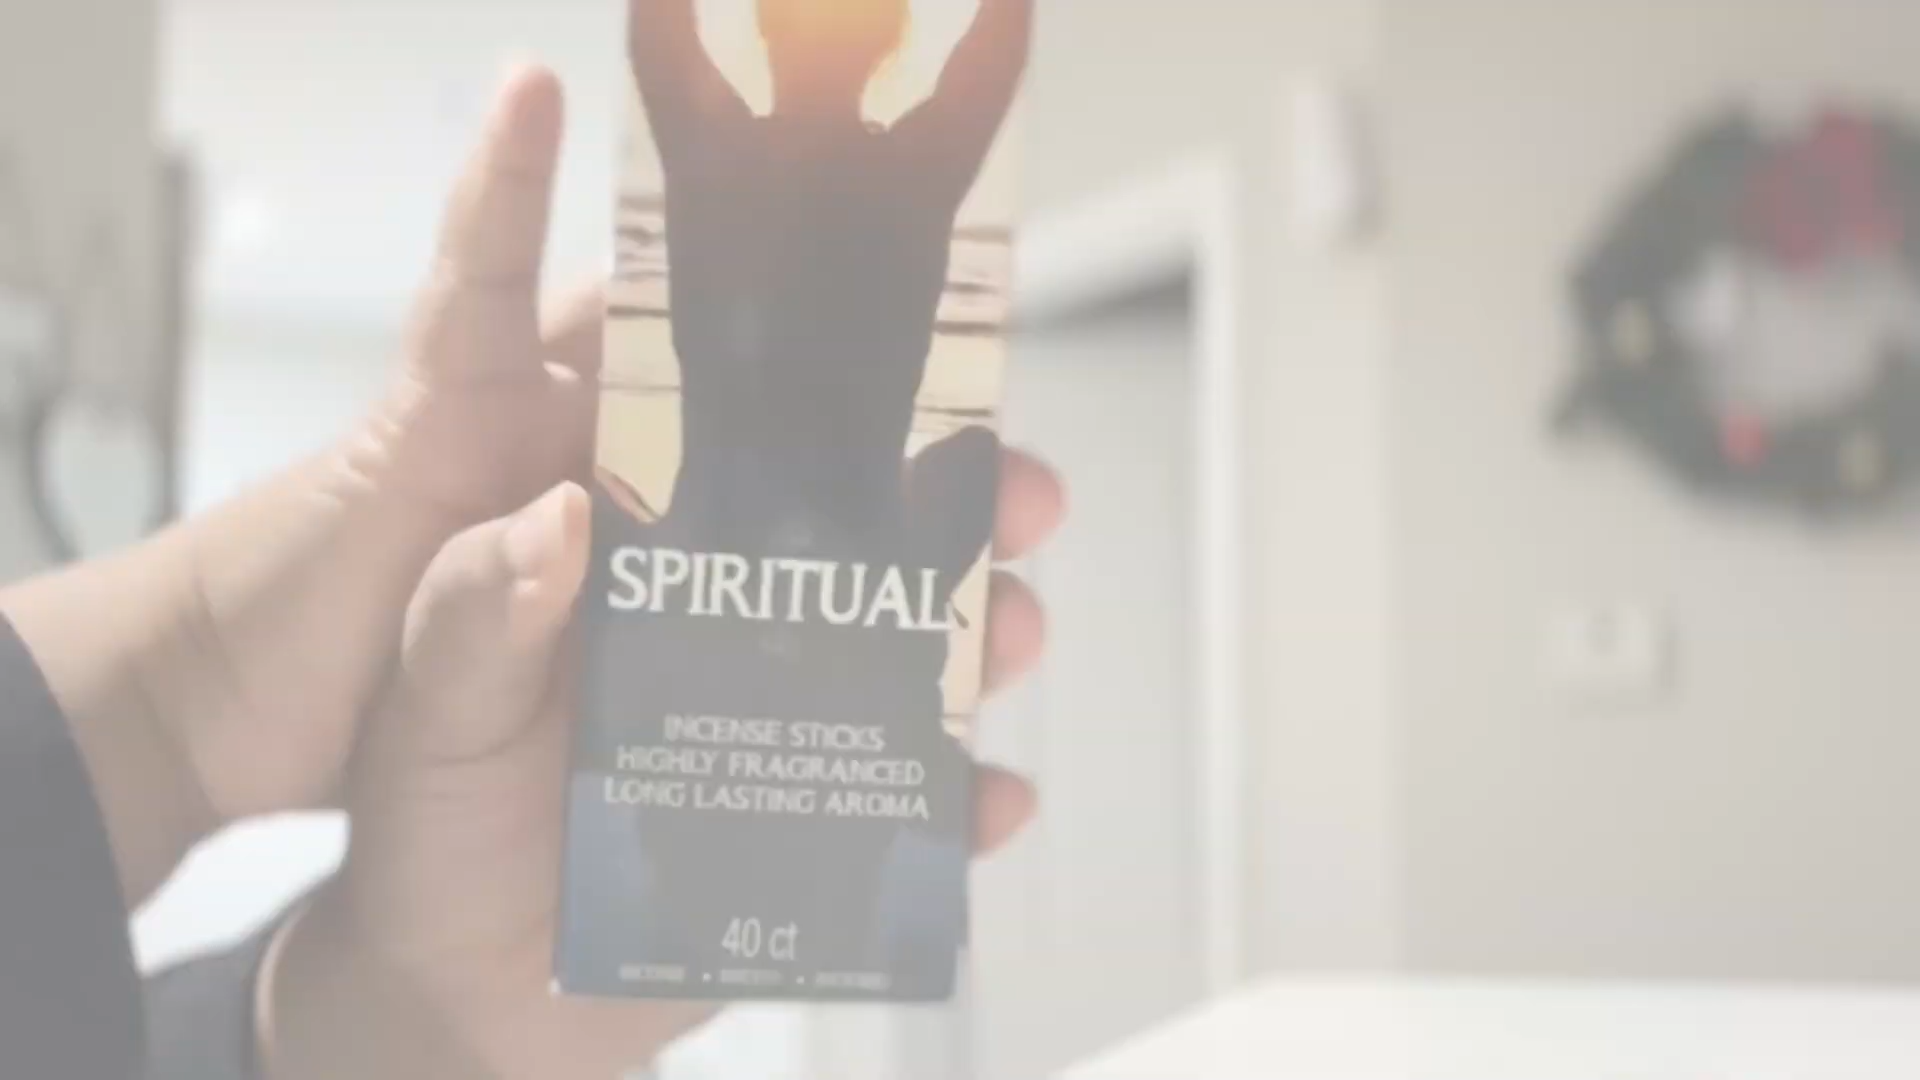 SPIRITUAL
INCENSE STICKS
HIGHLY FRAGRANCED
LONG LASTING AROMA
40 ct